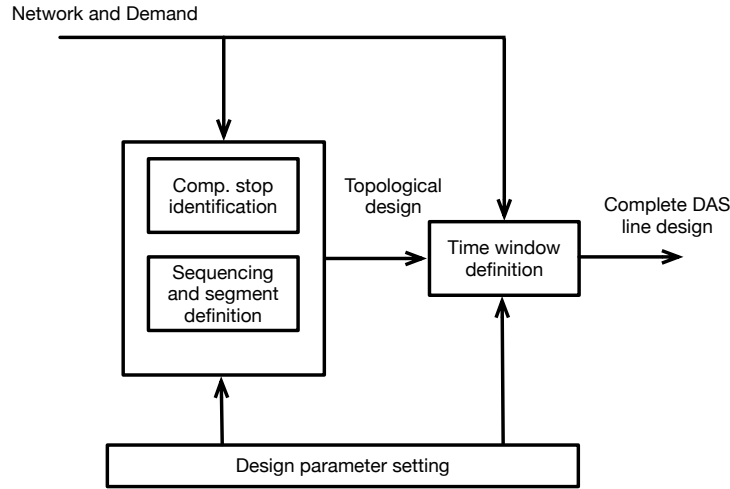 Network and Demand
Comp. stop
identification
Sequencing
and segment
definition
Topological
design
Time window
definition
Complete DAS
line design
Design parameter setting